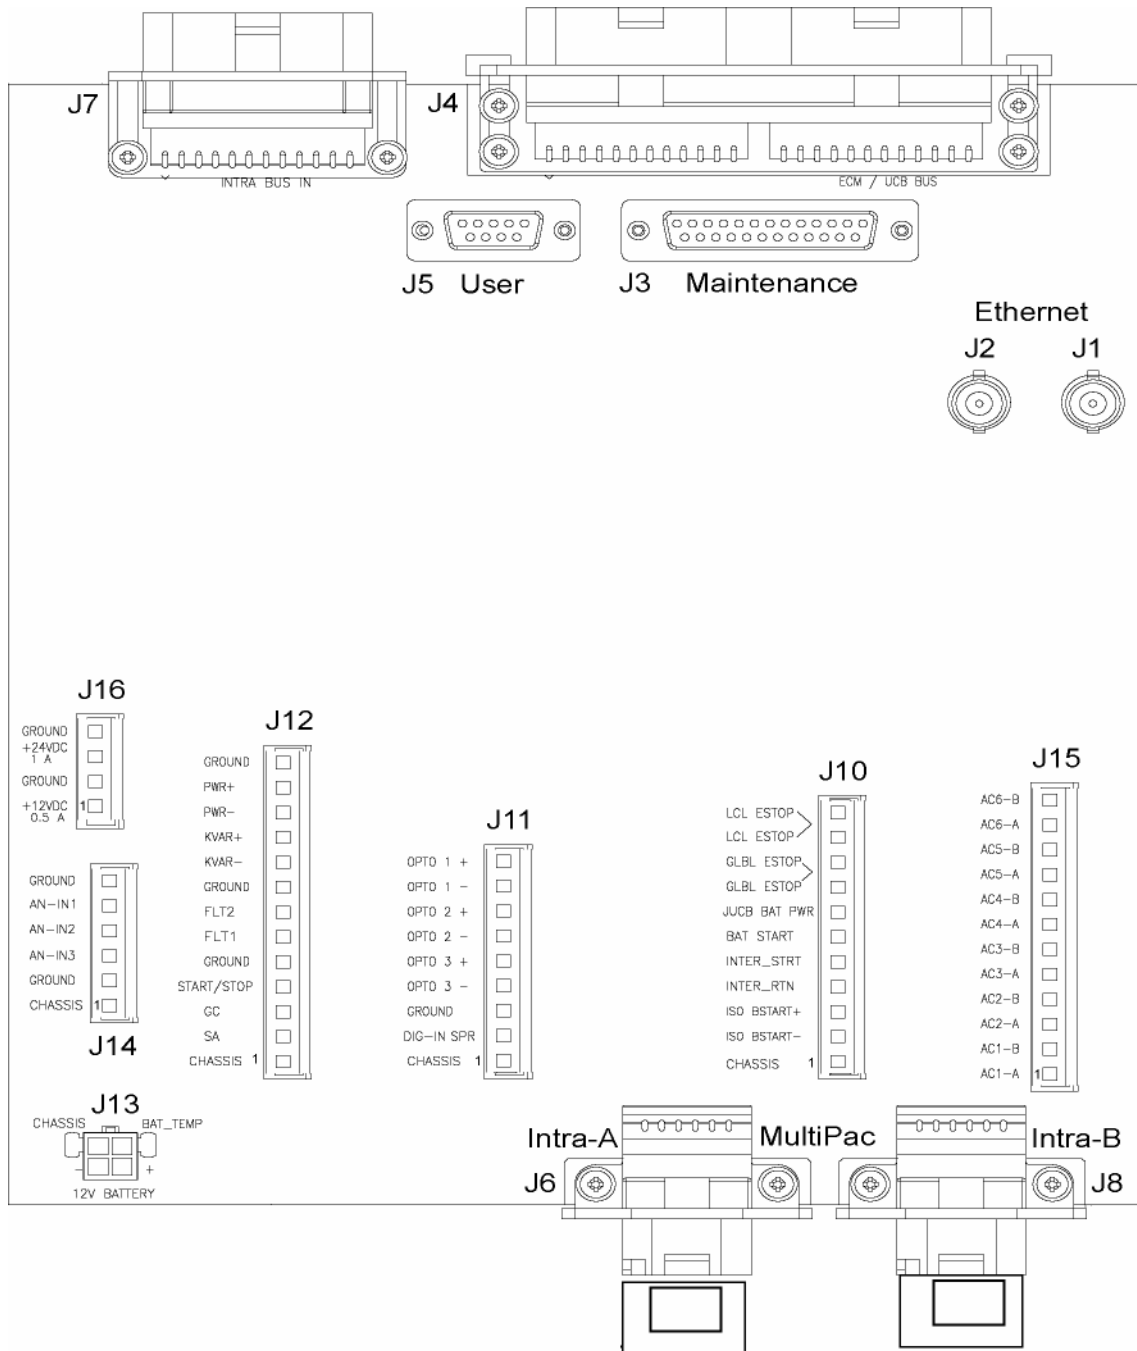 J7
J4
INTRA BUS IN
ECM / UCB BUS
J5 User
J3 Maintenance
Ethernet
J2
J1
J16
GROUND
+24VDC
1 A
GROUND
+12VDC
0.5 A
1
J12
GROUND
PWR+
PWR-
KVAR+
KVAR-
GROUND
FLT2
FLT1
GROUND
START/STOP
GC
SA
CHASSIS 1
J11
OPTO 1 +
OPTO 1 -
OPTO 2 +
OPTO 2 -
OPTO 3 +
OPTO 3 -
GROUND
DIG-IN SPR
CHASSIS 1
J10
LCL ESTOP
LCL ESTOP
GLBL ESTOP
GLBL ESTOP
JUCB BAT PWR
BAT START
INTER_STRT
INTER_RTN
ISO BSTART+
ISO BSTART-
CHASSIS 1
J15
AC6-B
AC6-A
AC5-B
AC5-A
AC4-B
AC4-A
AC3-B
AC3-A
AC2-B
AC2-A
AC1-B
AC1-A 1
GROUND
AN-IN1
AN-IN2
AN-IN3
GROUND
CHASSIS 1
J14
J13
CHASSIS
BAT_TEMP
- +
12V BATTERY
Intra-A
MultiPac
Intra-B
J6
J8